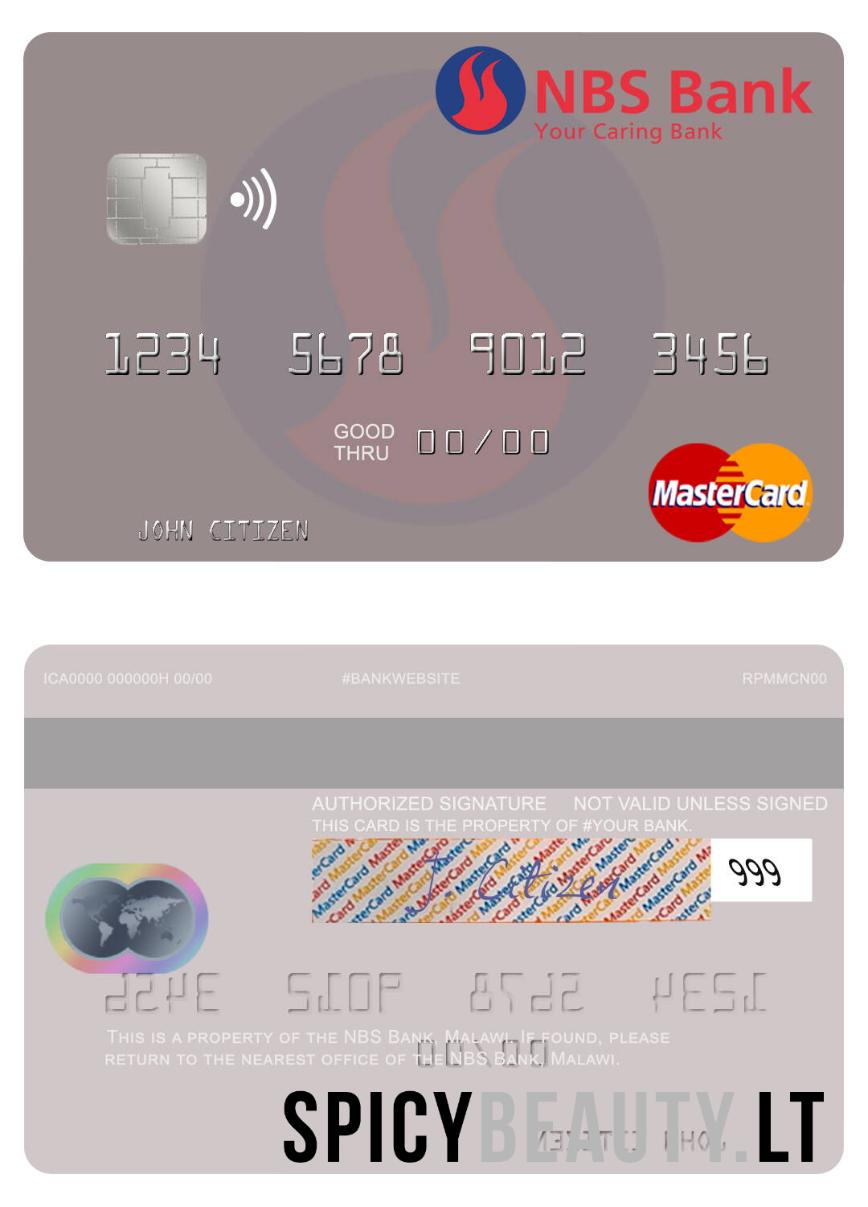 NBS Bank
Your Caring Bank
1234 5678 9012 3456
GOOD THRU 00/00
JOHN CITIZEN
MasterCard
ICA0000 000000H 00/00 #BANKWEBSITE RPMMCN00
AUTHORIZED SIGNATURE NOT VALID UNLESS SIGNED
THIS CARD IS THE PROPERTY OF #YOUR BANK.
J. Citizen 999
THIS IS A PROPERTY OF THE NBS BANK, MALAWI. IF FOUND, PLEASE
RETURN TO THE NEAREST OFFICE OF THE NBS BANK, MALAWI.
SPICYBEAUTY.LT